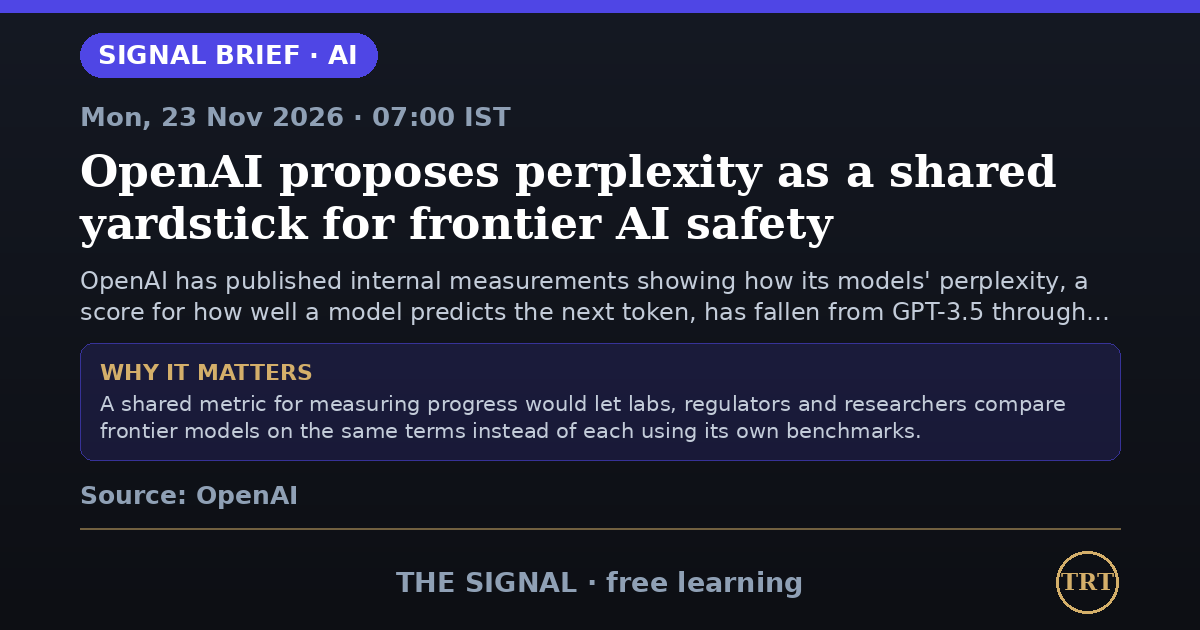 SIGNAL BRIEF · AI
Mon, 23 Nov 2026 · 07:00 IST
OpenAI proposes perplexity as a shared
yardstick for frontier AI safety
OpenAI has published internal measurements showing how its models' perplexity, a
score for how well a model predicts the next token, has fallen from GPT-3.5 through…
WHY IT MATTERS
A shared metric for measuring progress would let labs, regulators and researchers compare
frontier models on the same terms instead of each using its own benchmarks.
Source: OpenAI
THE SIGNAL · free learning
TRT